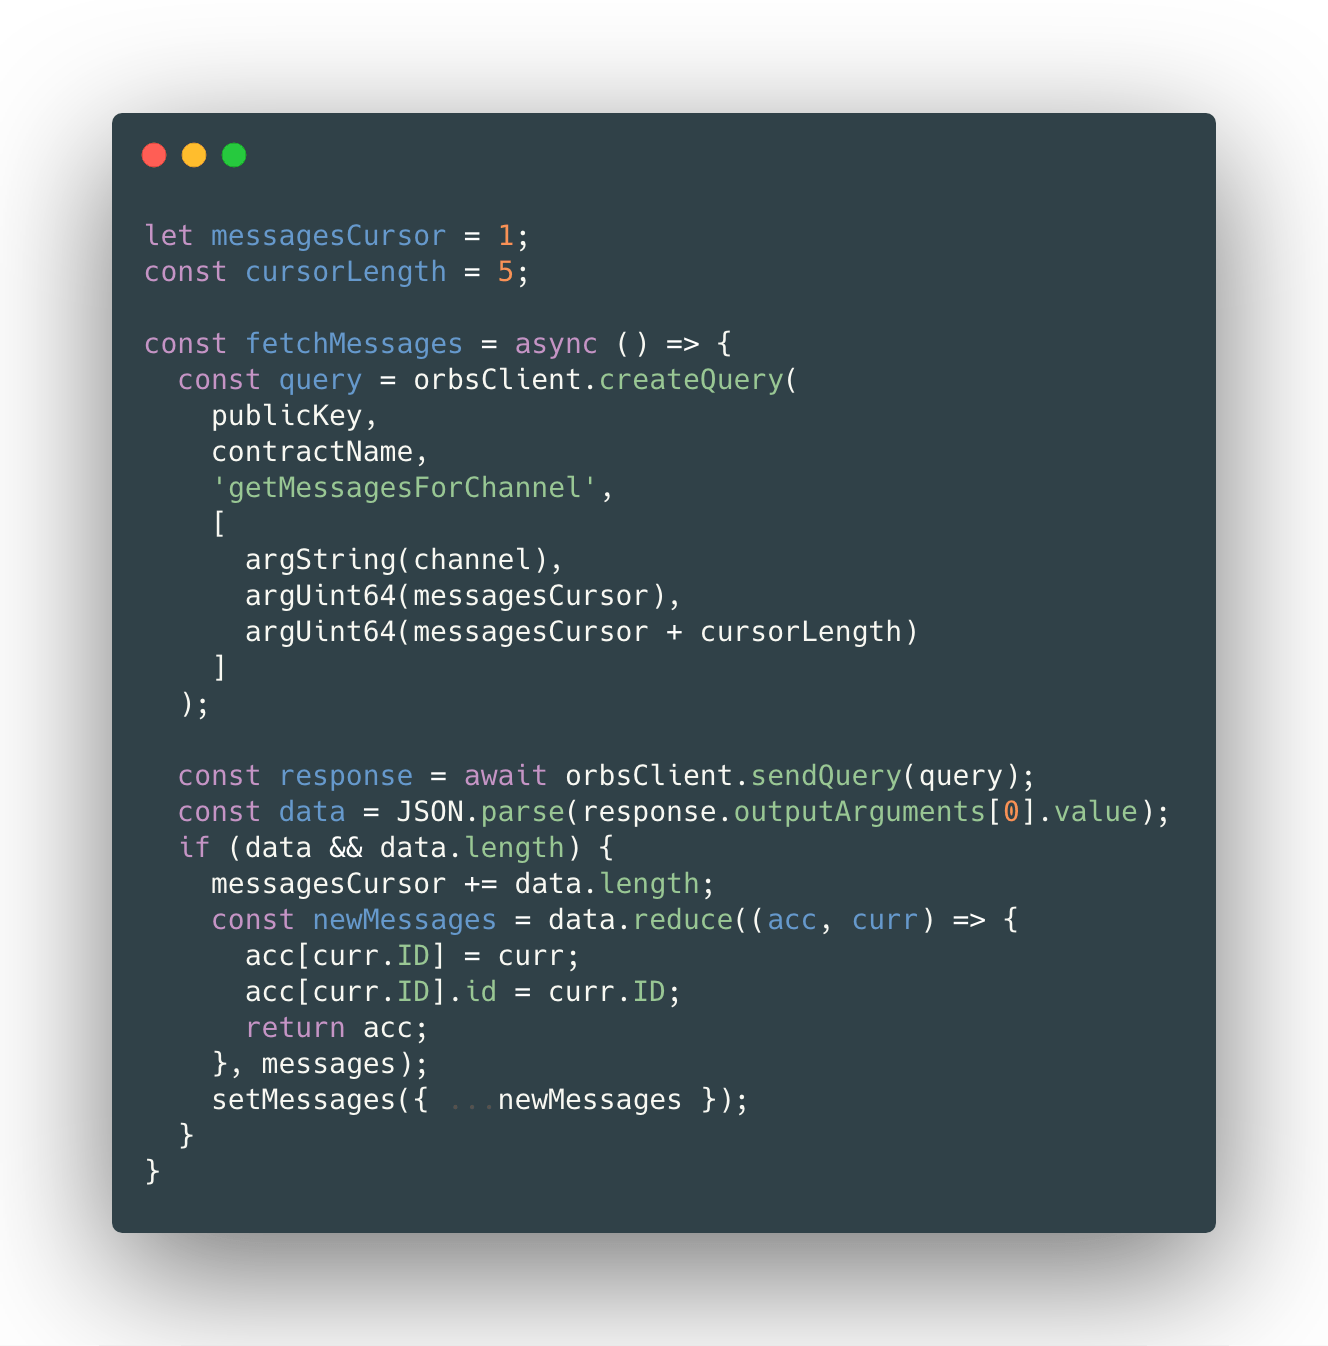 let messagesCursor = 1;
const cursorLength = 5;

const fetchMessages = async () => {
  const query = orbsClient.createQuery(
    publicKey,
    contractName,
    'getMessagesForChannel',
    [
      argString(channel),
      argUint64(messagesCursor),
      argUint64(messagesCursor + cursorLength)
    ]
  );

  const response = await orbsClient.sendQuery(query);
  const data = JSON.parse(response.outputArguments[0].value);
  if (data && data.length) {
    messagesCursor += data.length;
    const newMessages = data.reduce((acc, curr) => {
      acc[curr.ID] = curr;
      acc[curr.ID].id = curr.ID;
      return acc;
    }, messages);
    setMessages({ ...newMessages });
  }
}